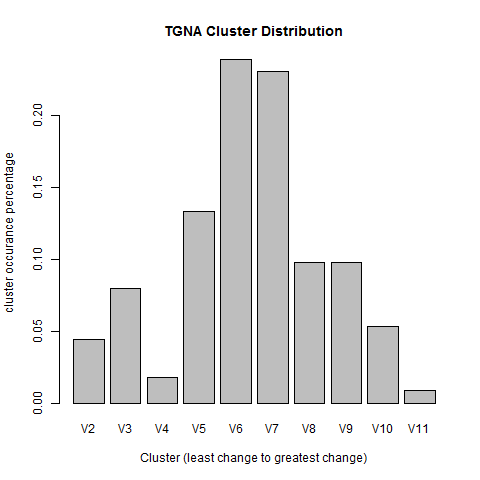 TGNA Cluster Distribution
cluster occurance percentage
0.20
0.15
0.10
0.05
0.00
V2 V3 V4 V5 V6 V7 V8 V9 V10 V11
Cluster (least change to greatest change)